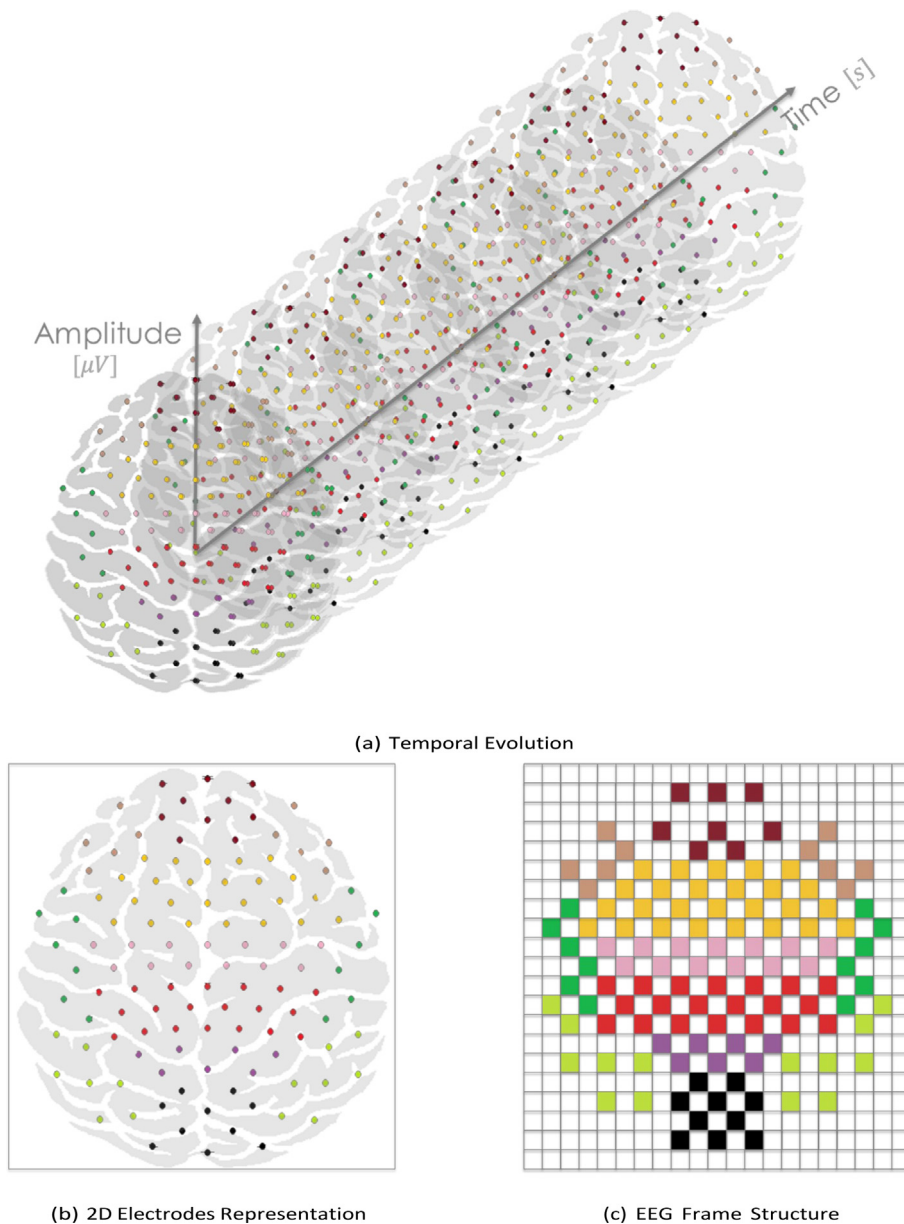 Time [s]
Amplitude
[μV]
(a) Temporal Evolution
(b) 2D Electrodes Representation
(c) EEG Frame Structure